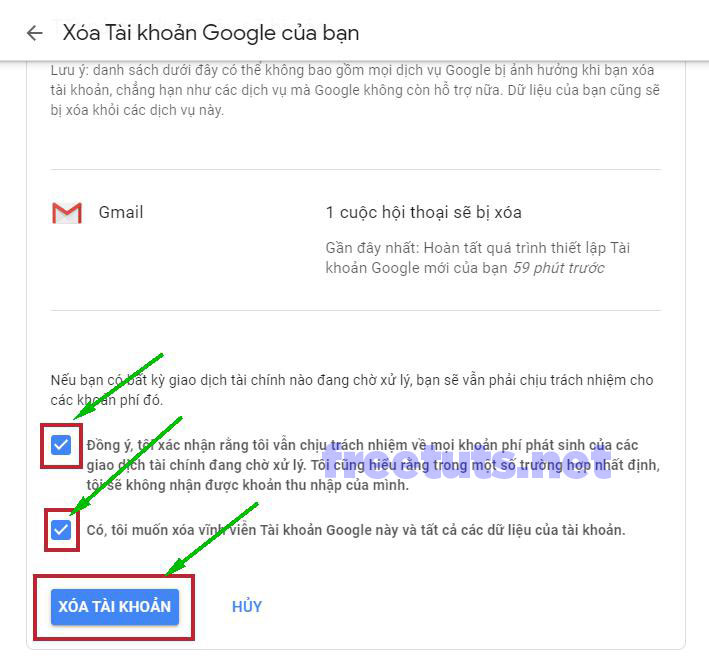 Xóa Tài khoản Google của bạn
Lưu ý: danh sách dưới đây có thể không bao gồm mọi dịch vụ Google bị ảnh hưởng khi bạn xóa
tài khoản, chẳng hạn như các dịch vụ mà Google không còn hỗ trợ nữa. Dữ liệu của bạn cũng sẽ
bị xóa khỏi các dịch vụ này.
Gmail
1 cuộc hội thoại sẽ bị xóa
Gần đây nhất: Hoàn tất quá trình thiết lập Tài
khoản Google mới của bạn 59 phút trước
Nếu bạn có bất kỳ giao dịch tài chính nào đang chờ xử lý, bạn sẽ vẫn phải chịu trách nhiệm cho
các khoản phí đó.
Đồng ý, tôi xác nhận rằng tôi vẫn chịu trách nhiệm về mọi khoản phí phát sinh của các
giao dịch tài chính đang chờ xử lý. Tôi cũng hiểu rằng trong một số trường hợp nhất định,
tôi sẽ không nhận được khoản thu nhập của mình.
freetuts.net
Có, tôi muốn xóa vĩnh viễn Tài khoản Google này và tất cả các dữ liệu của tài khoản.
XÓA TÀI KHOẢN
HỦY